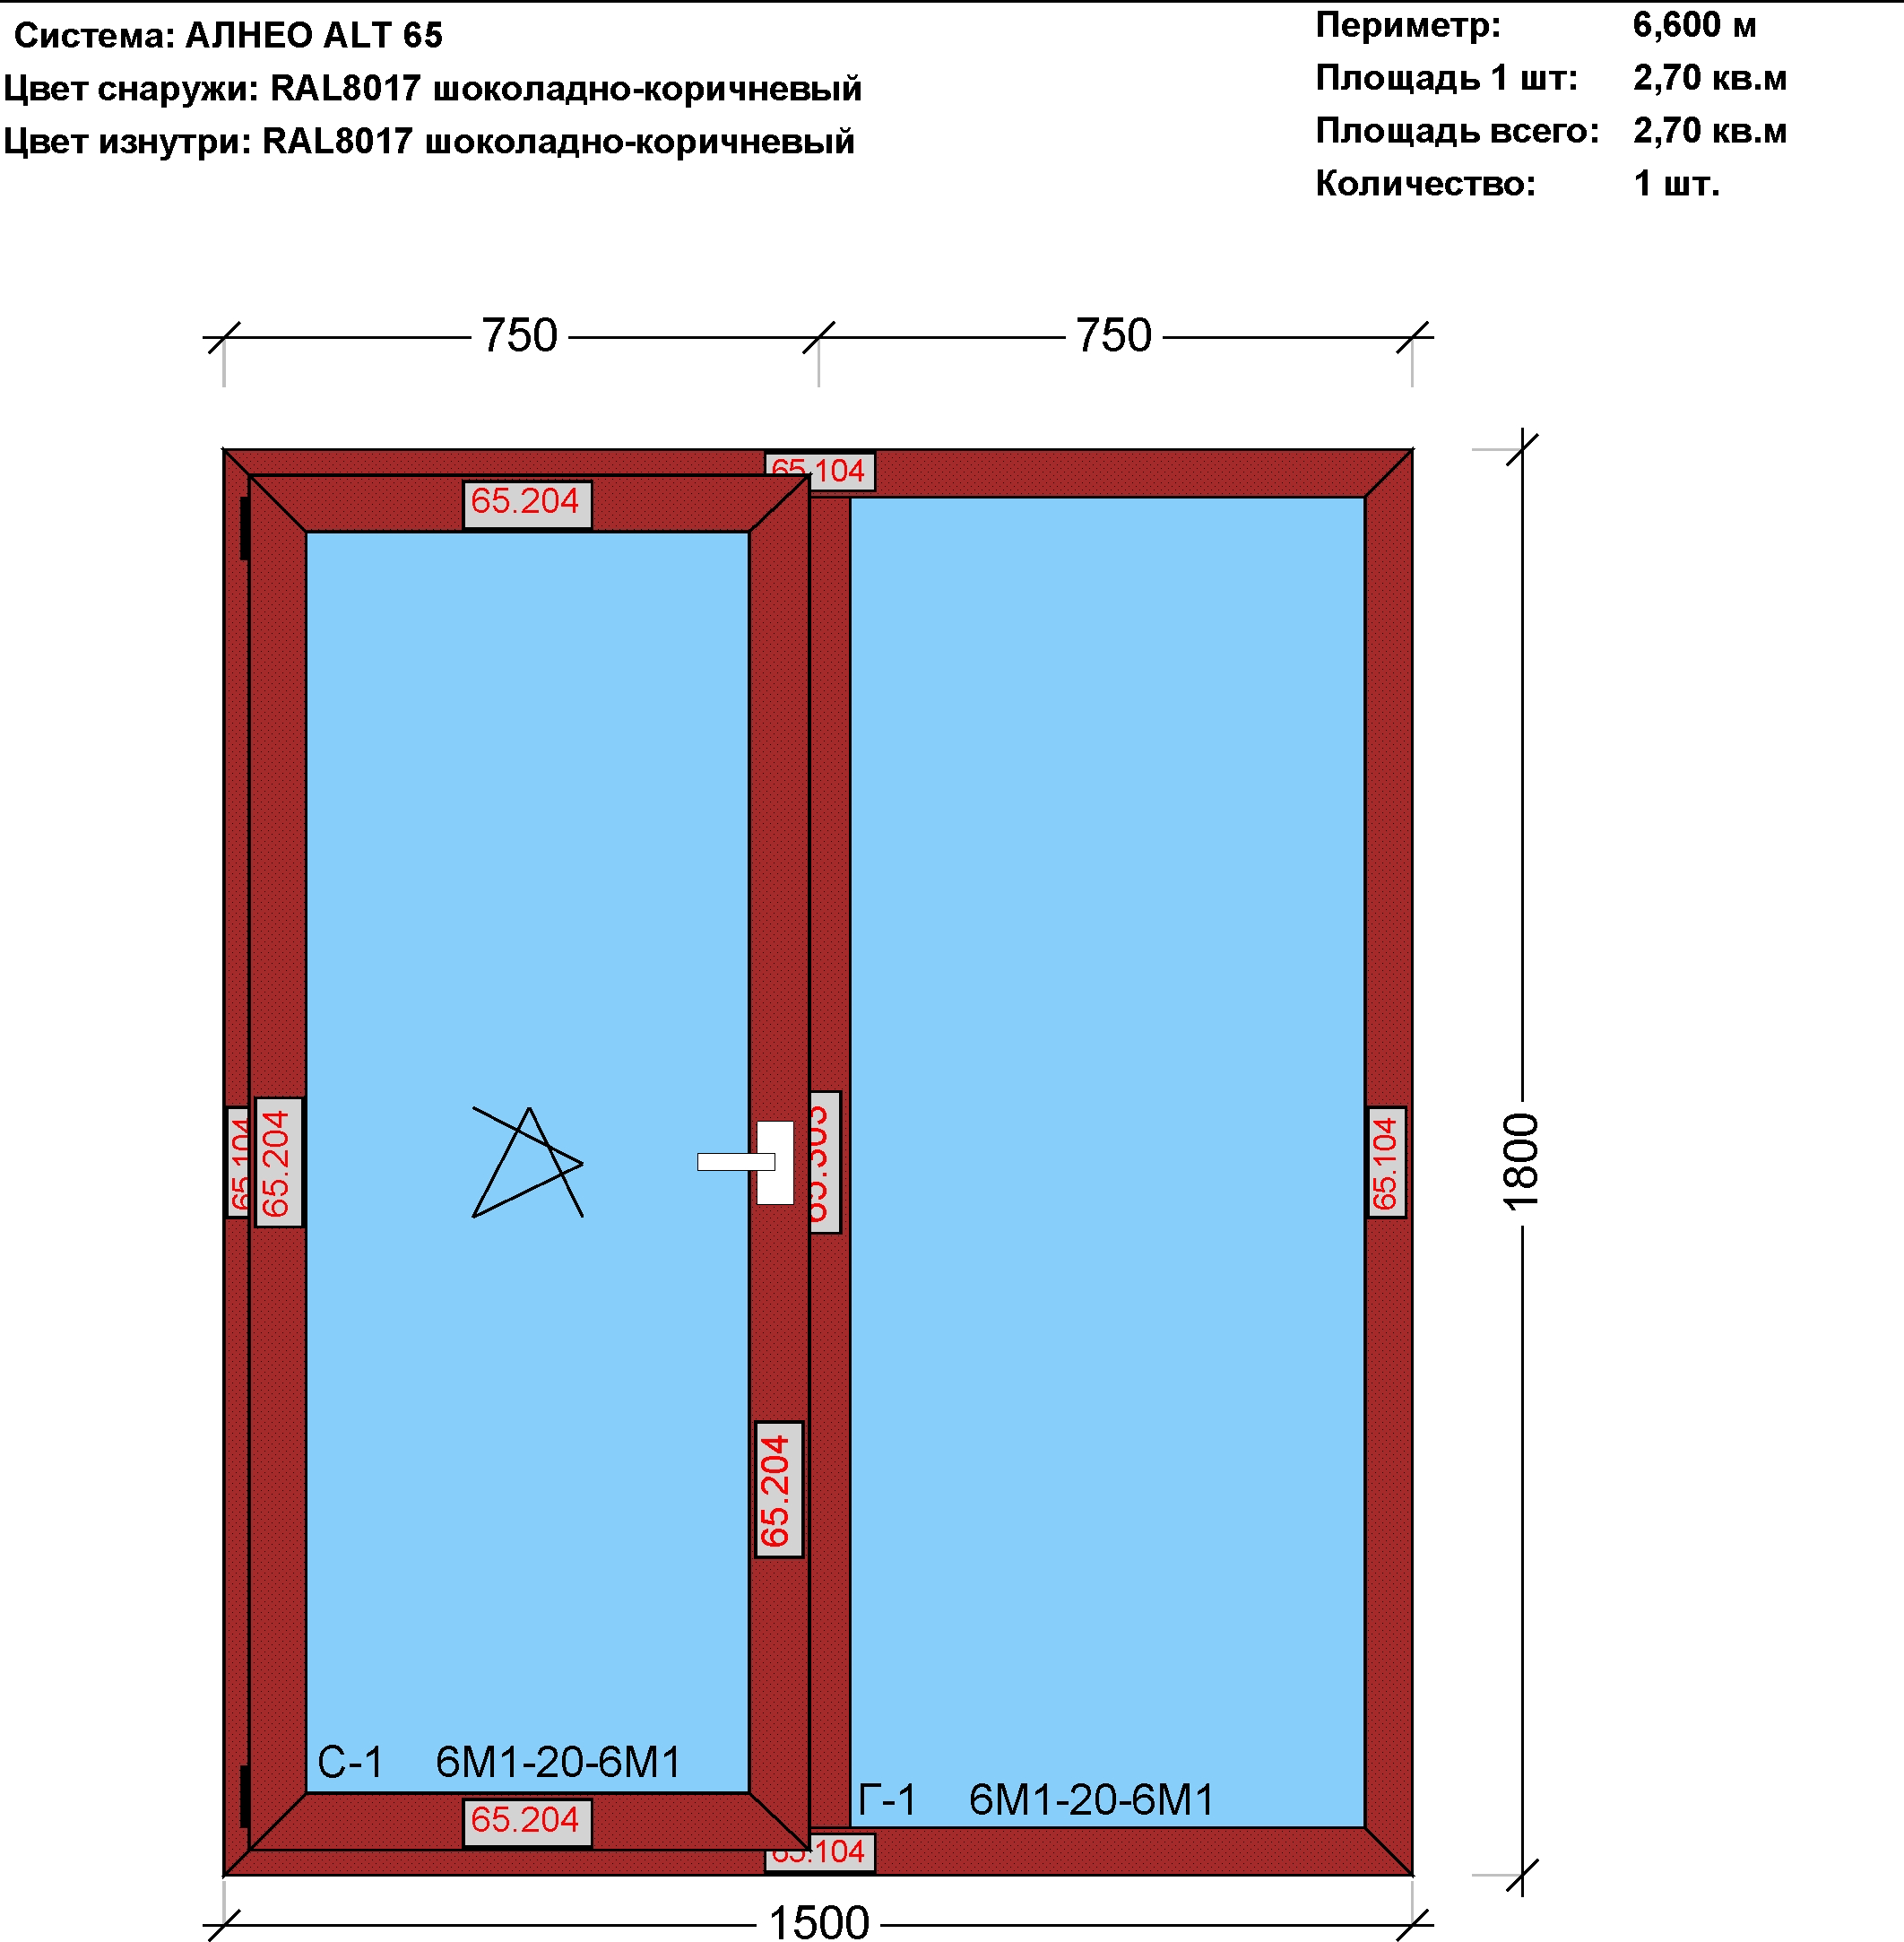 Система: АЛНЕО ALT 65
Цвет снаружи: RAL8017 шоколадно-коричневый
Цвет изнутри: RAL8017 шоколадно-коричневый
Периметр: 6,600 м
Площадь 1 шт: 2,70 кв.м
Площадь всего: 2,70 кв.м
Количество: 1 шт.
750 750
65.104
65.204
65.104
65.204
65.104
1800
65.204
С-1 6М1-20-6М1
Г-1 6М1-20-6М1
65.204
65.104
1500